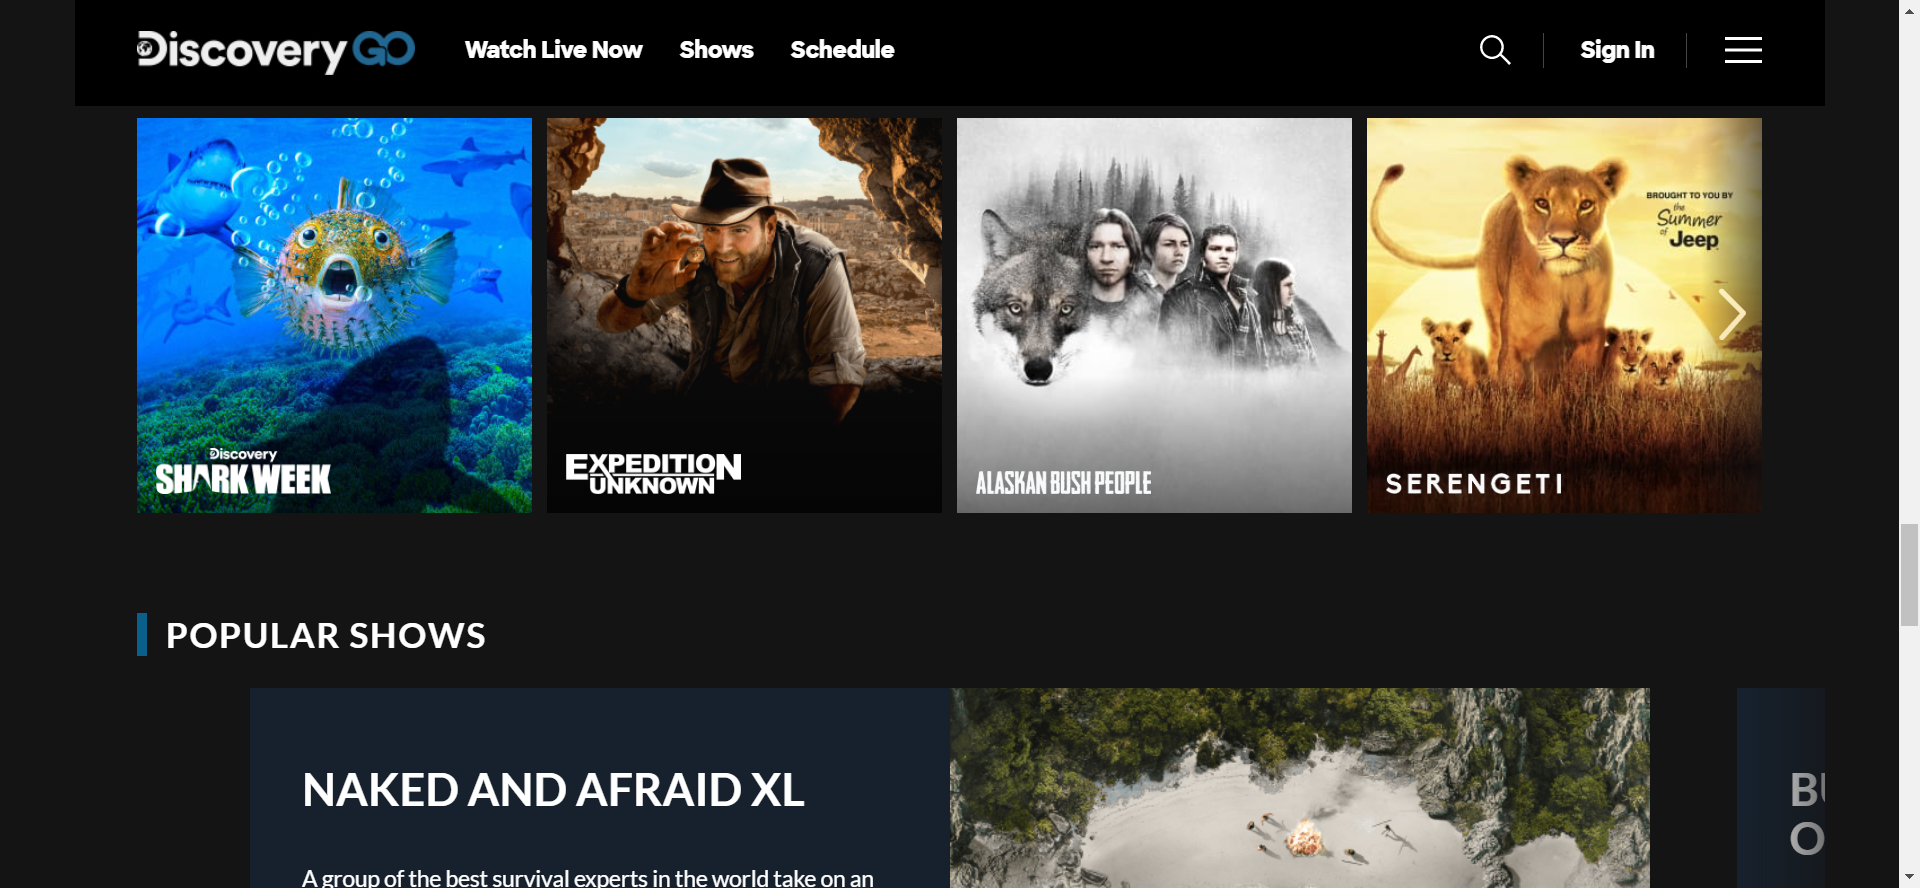 Discovery GO
Watch Live Now
Shows
Schedule
Sign In
Discovery
SHARK WEEK
EXPEDITION
UNKNOWN
ALASKAN BUSH PEOPLE
BROUGHT TO YOU BY
the
Summer
of Jeep
SERENGETI
POPULAR SHOWS
NAKED AND AFRAID XL
A group of the best survival experts in the world take on an